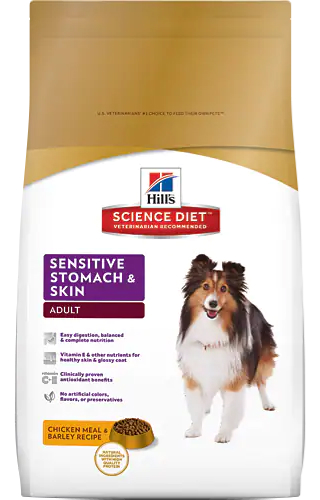 U.S. VETERINARIANS' #1 CHOICE TO FEED THEIR OWN PETS™
Hill's
SCIENCE DIET™
VETERINARIAN RECOMMENDED
SENSITIVE
STOMACH &
SKIN
ADULT
Easy digestion, balanced
& complete nutrition
Vitamin E & other nutrients for
healthy skin & glossy coat
Clinically proven
antioxidant benefits
C+E
No artificial colors,
flavors, or preservatives
CHICKEN MEAL &
BARLEY RECIPE
NATURAL
INGREDIENTS
WITH HIGH
QUALITY
PROTEIN